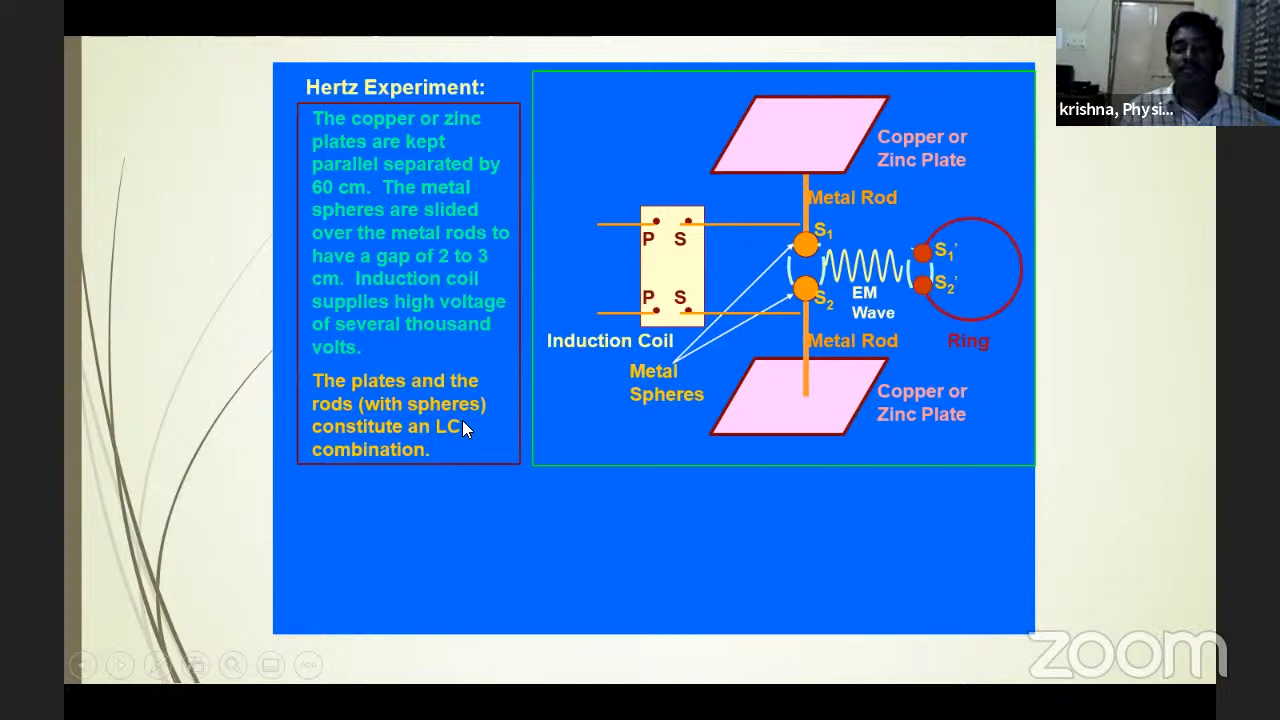 Hertz Experiment:
The copper or zinc
plates are kept
parallel separated by
60 cm. The metal
spheres are slided
over the metal rods to
have a gap of 2 to 3
cm. Induction coil
supplies high voltage
of several thousand
volts.
The plates and the
rods (with spheres)
constitute an LC
combination.
Copper or
Zinc Plate
Metal Rod
P S
S1
S1’
S2’
P S
S2
EM
Wave
Induction Coil
Metal Rod
Ring
Metal
Spheres
Copper or
Zinc Plate
krishna, Physi...
zoom